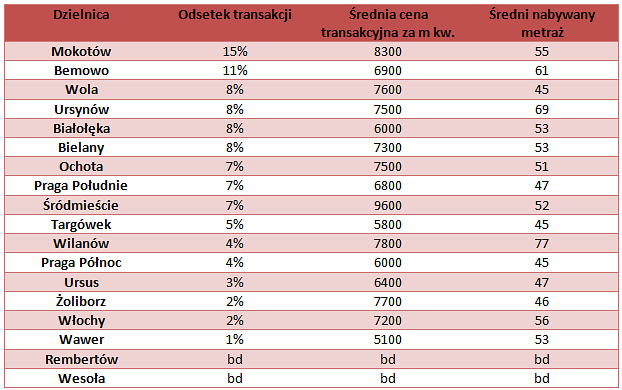 Dzielnica Odsetek transakcji Średnia cena transakcyjna za m kw. Średni nabywany metraż
Mokotów 15% 8300 55
Bemowo 11% 6900 61
Wola 8% 7600 45
Ursynów 8% 7500 69
Białołęka 8% 6000 53
Bielany 8% 7300 53
Ochota 7% 7500 51
Praga Południe 7% 6800 47
Śródmieście 7% 9600 52
Targówek 5% 5800 45
Wilanów 4% 7800 77
Praga Północ 4% 6000 45
Ursus 3% 6400 47
Żoliborz 2% 7700 46
Włochy 2% 7200 56
Wawer 1% 5100 53
Rembertów bd bd bd
Wesoła bd bd bd